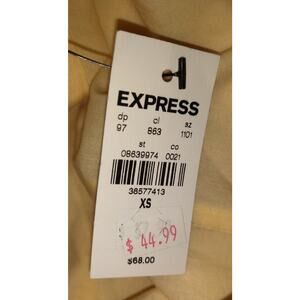 EXPRESS
dp cl sz
97 863 1101
st co
08639974 0021
38577413
XS
$ 44.99
$68.00